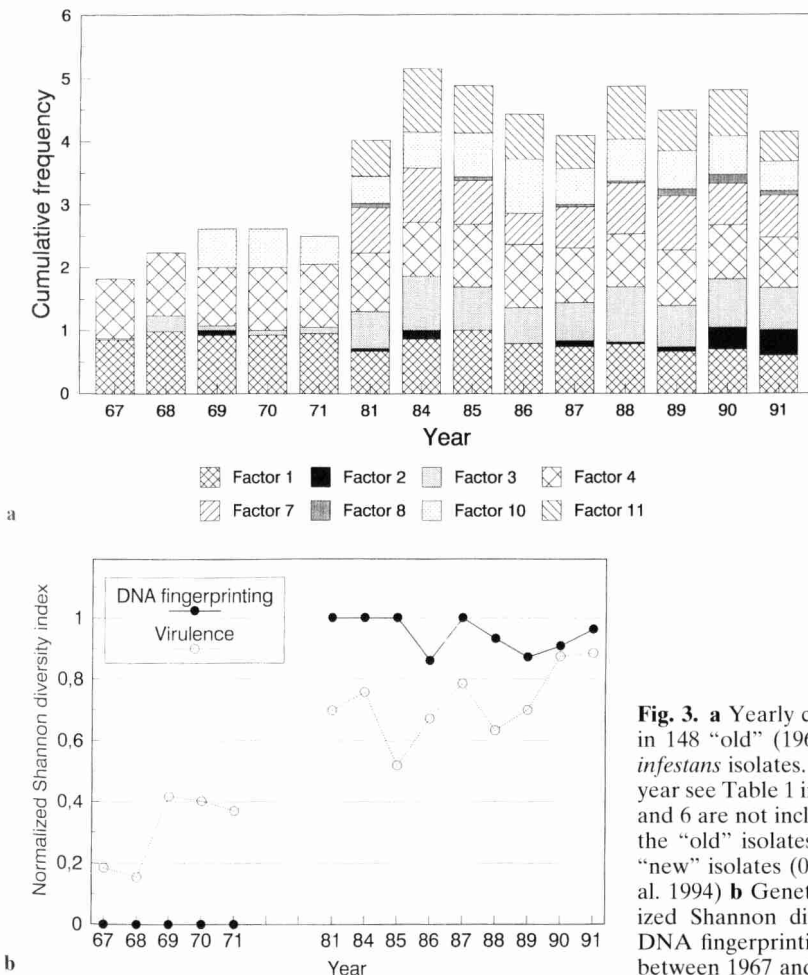 6
5
4
3
2
1
0
Cumulative frequency
67 68 69 70 71 81 84 85 86 87 88 89 90 91
Year
Factor 1 Factor 2 Factor 3 Factor 4
Factor 7 Factor 8 Factor 10 Factor 11
a
DNA fingerprinting
Virulence
1
0,8
0,6
0,4
0,2
0
Normalized Shannon diversity index
67 68 69 70 71 81 84 85 86 87 88 89 90 91
Year
b
Fig. 3. a Yearly c
in 148 "old" (196
infestans isolates.
year see Table 1 i
and 6 are not incl
the "old" isolates
"new" isolates (0
al. 1994) b Genet
ized Shannon di
DNA fingerprinti
between 1967 and